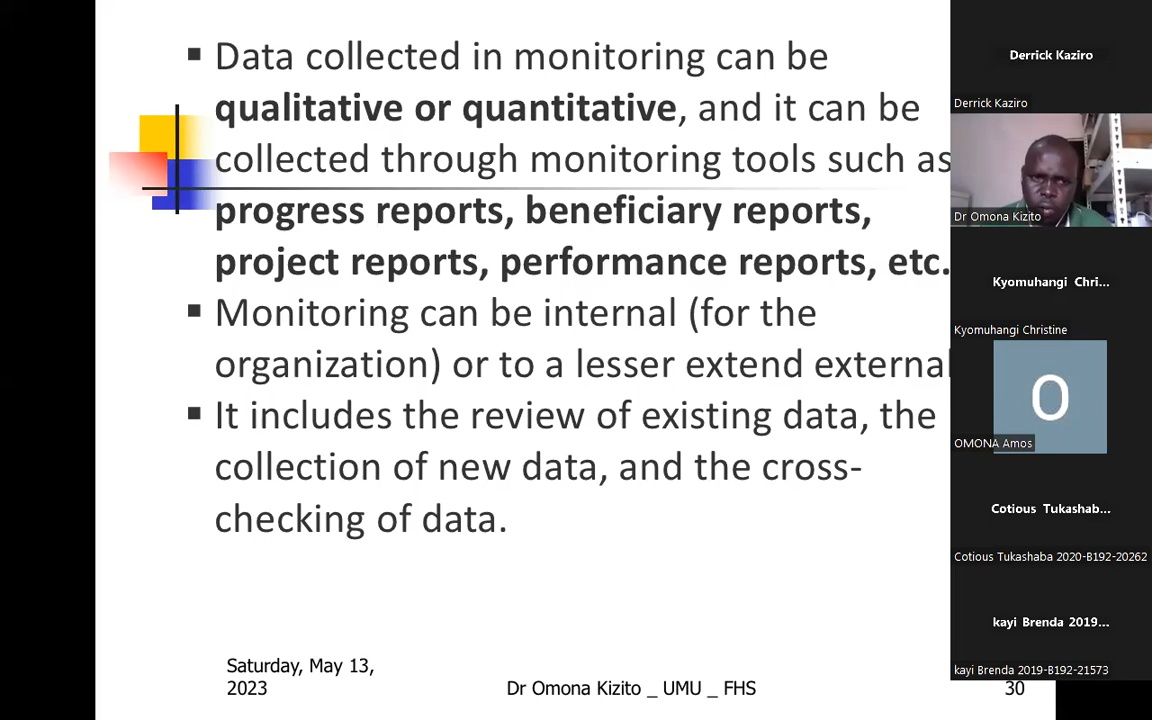 Data collected in monitoring can be
qualitative or quantitative, and it can be
collected through monitoring tools such as
progress reports, beneficiary reports,
project reports, performance reports, etc.
Monitoring can be internal (for the
organization) or to a lesser extend external
It includes the review of existing data, the
collection of new data, and the cross-
checking of data.
Saturday, May 13,
2023
Dr Omona Kizito _ UMU _ FHS
30
Derrick Kaziro
Derrick Kaziro
Dr Omona Kizito
Kyomuhangi Chri...
Kyomuhangi Christine
O
OMONA Amos
Cotious Tukashab...
Cotious Tukashaba 2020-B192-20262
kayi Brenda 2019...
kayi Brenda 2019-B192-21573